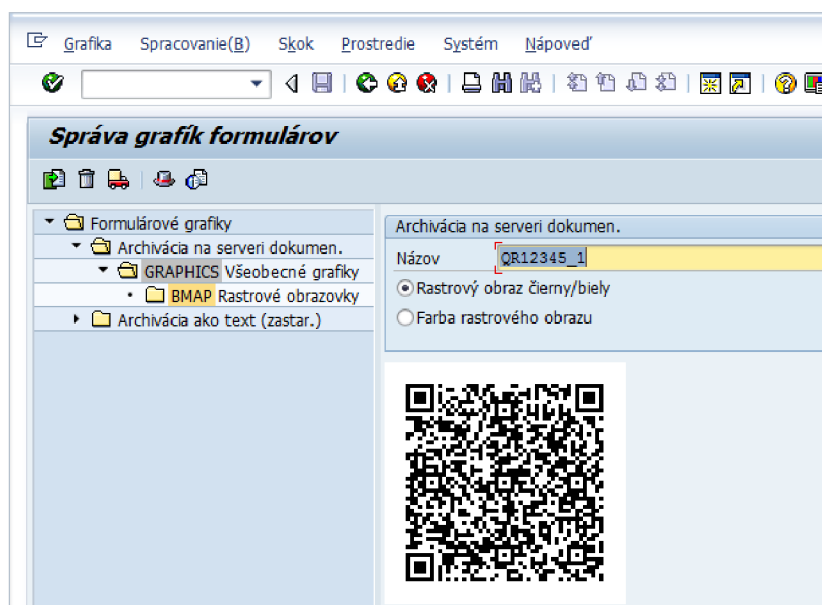 Grafika Spracovanie(B) Skok Prostredie Systém Nápoveď
Správa grafík formulárov
Formulárové grafiky
Archivácia na serveri dokumen.
GRAPHICS Všeobecné grafiky
BMAP Rastrové obrazovky
Archivácia ako text (zastar.)
Archivácia na serveri dokumen.
Názov QR12345_1
Rastrový obraz čierny/biely
Farba rastrového obrazu